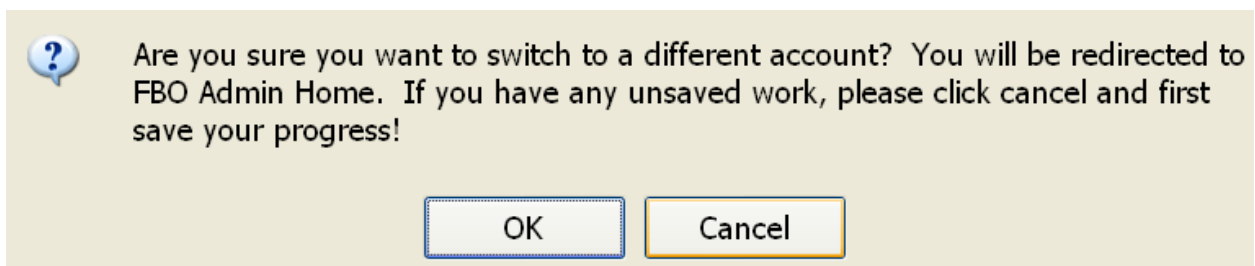 Are you sure you want to switch to a different account?  You will be redirected to
FBO Admin Home.  If you have any unsaved work, please click cancel and first
save your progress!
OK
Cancel